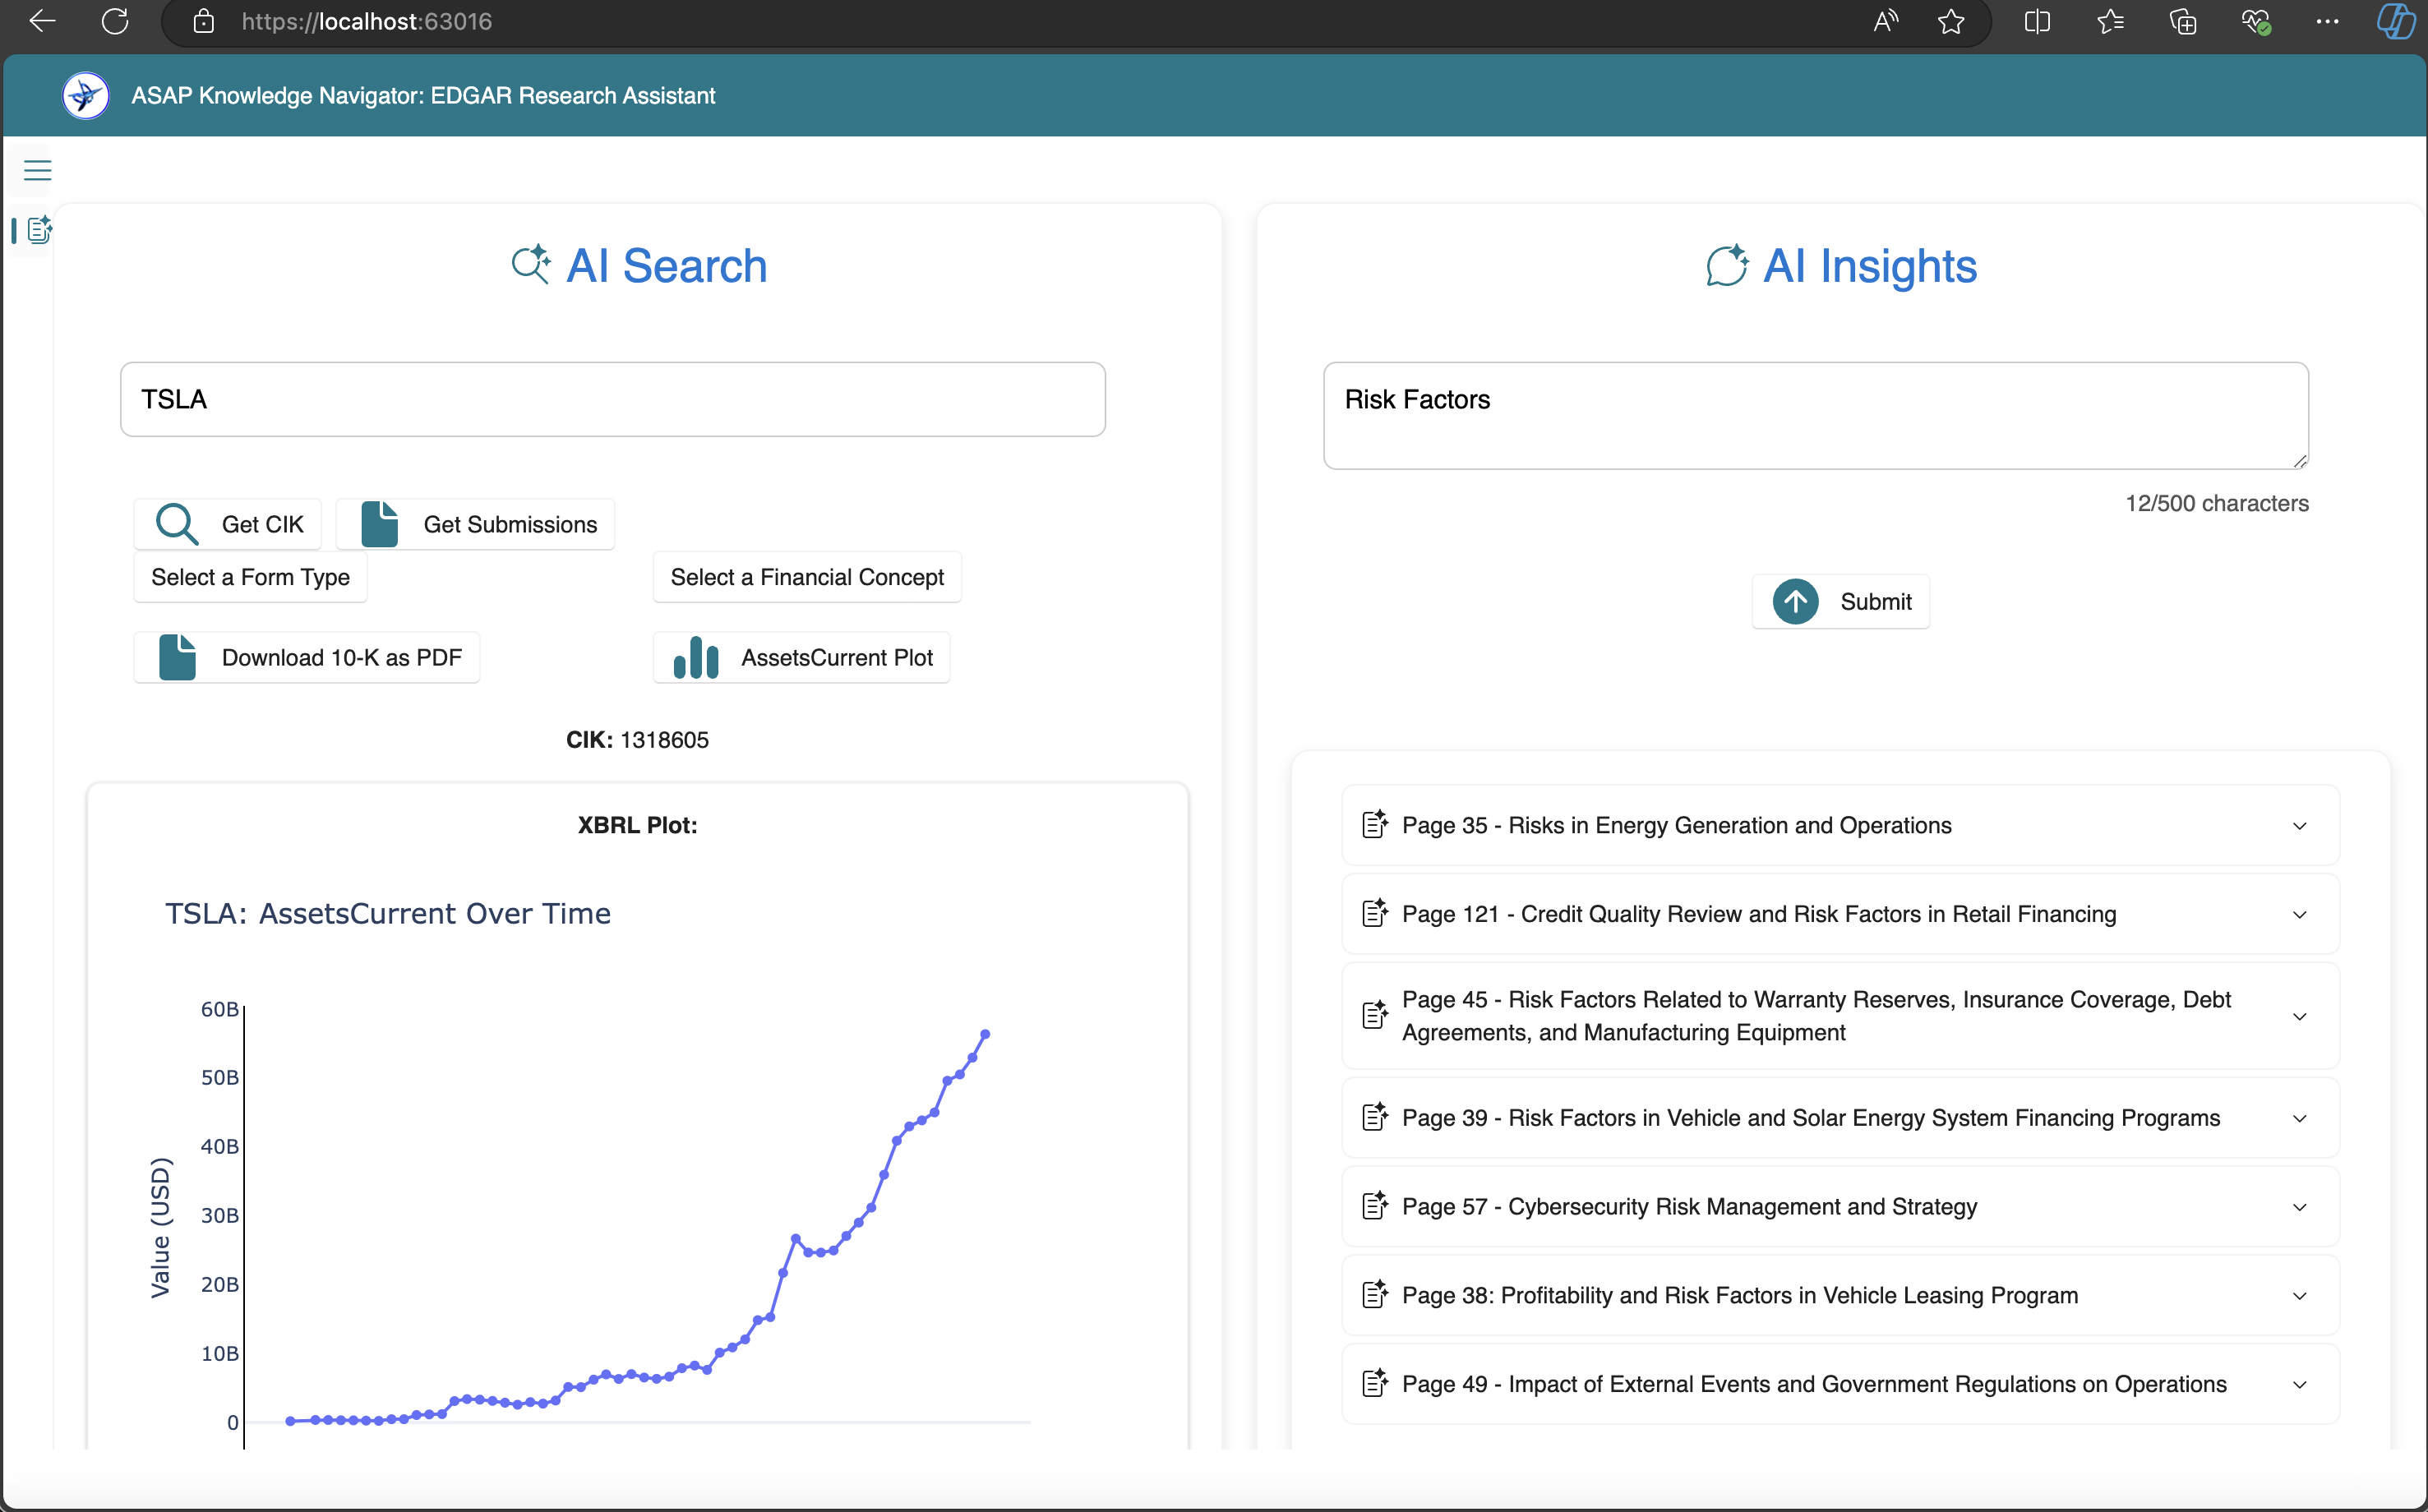 https://localhost:63016
ASAP Knowledge Navigator: EDGAR Research Assistant
AI Search
TSLA
Get CIK
Get Submissions
Select a Form Type
Select a Financial Concept
Download 10-K as PDF
AssetsCurrent Plot
CIK: 1318605
XBRL Plot:
TSLA: AssetsCurrent Over Time
60B
50B
40B
30B
20B
10B
0
Value (USD)
AI Insights
Risk Factors
12/500 characters
Submit
Page 35 - Risks in Energy Generation and Operations
Page 121 - Credit Quality Review and Risk Factors in Retail Financing
Page 45 - Risk Factors Related to Warranty Reserves, Insurance Coverage, Debt
Agreements, and Manufacturing Equipment
Page 39 - Risk Factors in Vehicle and Solar Energy System Financing Programs
Page 57 - Cybersecurity Risk Management and Strategy
Page 38: Profitability and Risk Factors in Vehicle Leasing Program
Page 49 - Impact of External Events and Government Regulations on Operations